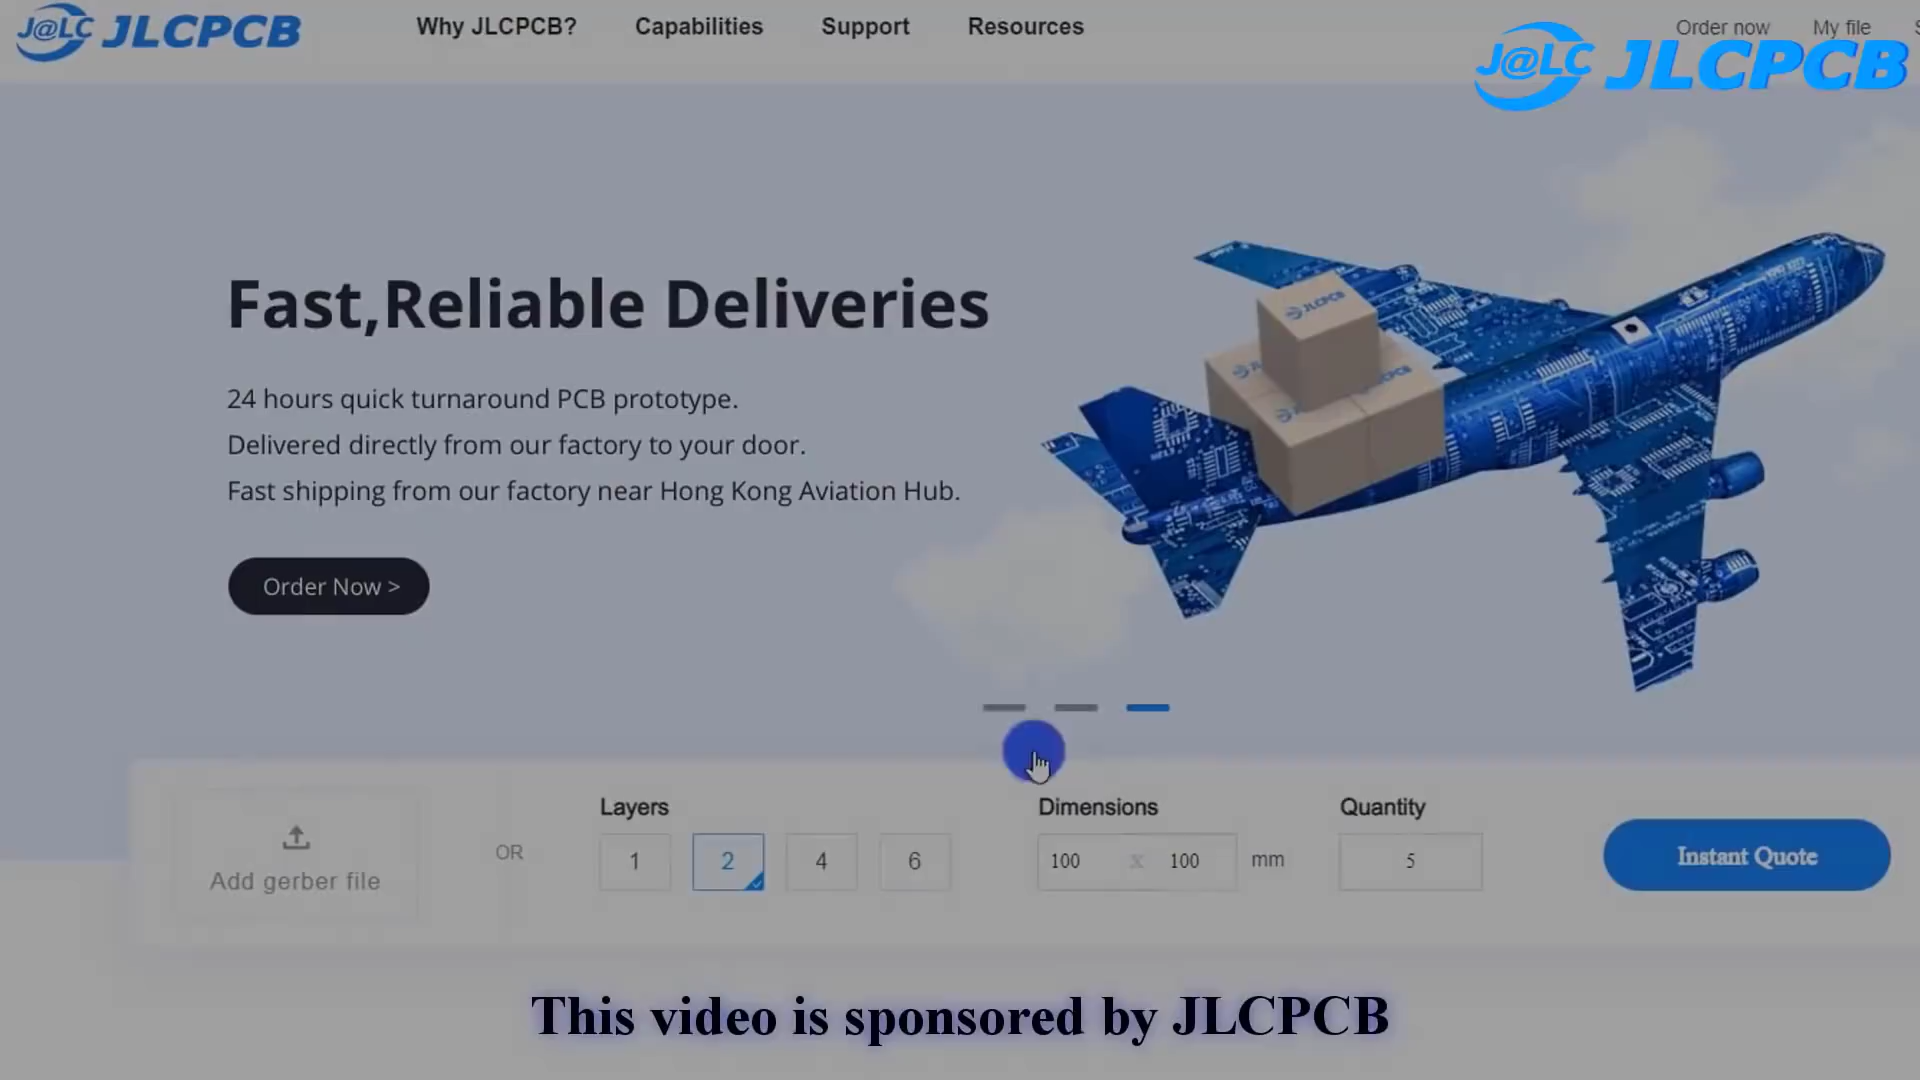 J@LC JLCPCB
Why JLCPCB?
Capabilities
Support
Resources
Order now
My file
J@LC JLCPCB
Fast,Reliable Deliveries
24 hours quick turnaround PCB prototype.
Delivered directly from our factory to your door.
Fast shipping from our factory near Hong Kong Aviation Hub.
Order Now >
JLCPCB
Add gerber file
OR
Layers
1
2
4
6
Dimensions
100 x 100 mm
Quantity
5
Instant Quote
This video is sponsored by JLCPCB